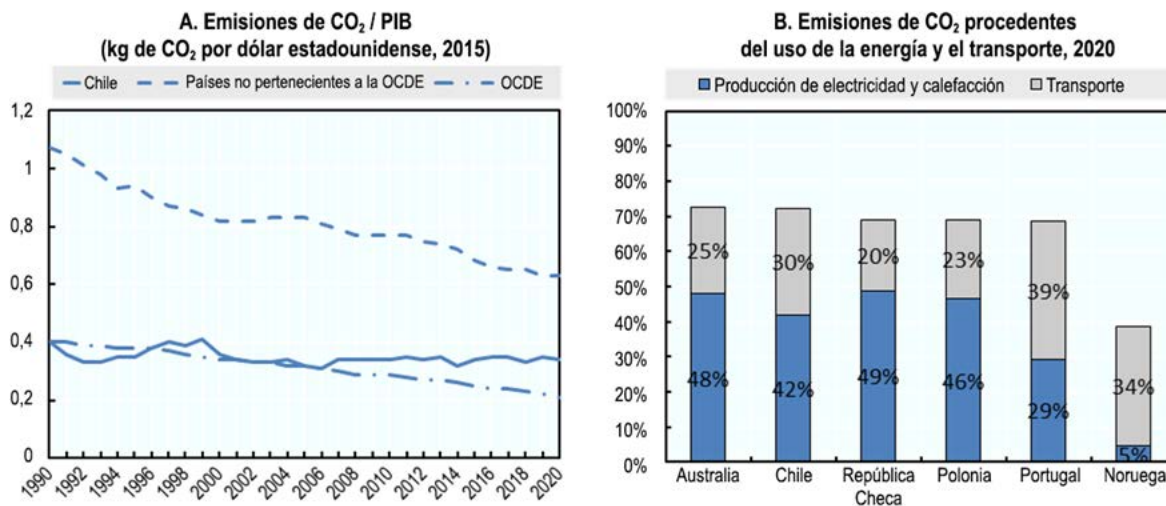 A. Emisiones de CO₂ / PIB
(kg de CO₂ por dólar estadounidense, 2015)
Chile Países no pertenecientes a la OCDE OCDE
1,2
1
0,8
0,6
0,4
0,2
0
1990 1992 1994 1996 1998 2000 2002 2004 2006 2008 2010 2012 2014 2016 2018 2020
B. Emisiones de CO₂ procedentes
del uso de la energía y el transporte, 2020
Producción de electricidad y calefacción Transporte
100%
90%
80%
70%
60%
50%
40%
30%
20%
10%
0%
25% 30% 20% 23% 39% 34%
48% 42% 49% 46% 29% 5%
Australia Chile República Polonia Portugal Noruega
Checa